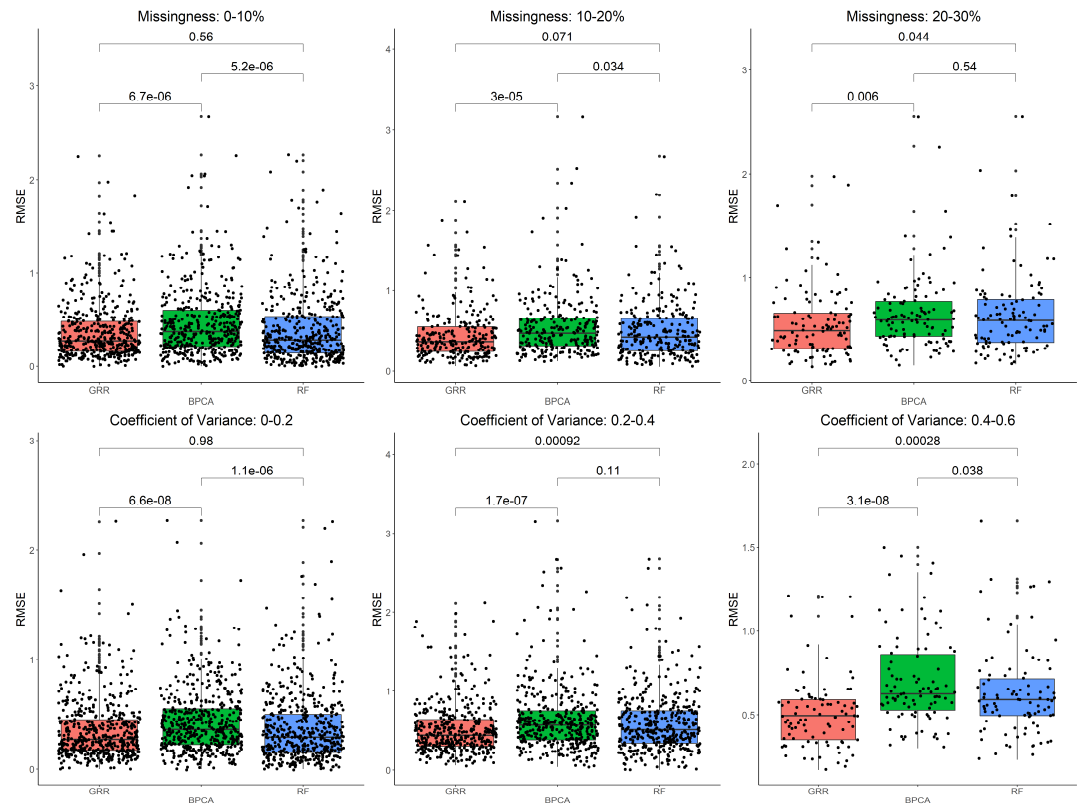 Missingness: 0-10%
0.56
5.2e-06
6.7e-06
3
2
1
0
RMSE
GRR
BPCA
RF
Missingness: 10-20%
0.071
0.034
3e-05
4
3
2
1
0
RMSE
GRR
BPCA
RF
Missingness: 20-30%
0.044
0.54
0.006
3
2
1
0
RMSE
GRR
BPCA
RF
Coefficient of Variance: 0-0.2
0.98
1.1e-06
6.6e-08
3
2
1
0
RMSE
GRR
BPCA
RF
Coefficient of Variance: 0.2-0.4
0.00092
0.11
1.7e-07
4
3
2
1
0
RMSE
GRR
BPCA
RF
Coefficient of Variance: 0.4-0.6
0.00028
0.038
3.1e-08
2.0
1.5
1.0
0.5
RMSE
GRR
BPCA
RF